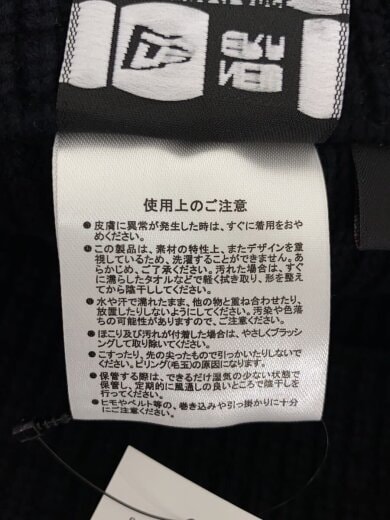 NEW
ERA
使用上のご注意
●皮膚に異常が発生した時は、すぐに着用をおや
めください。
●この製品は、素材の特性上、またデザインを重
視しているため、洗濯することができません。あ
らかじめ、ご了承ください。汚れた場合は、すぐ
に濡らしたタオルなどで軽く拭き取り、形を整え
てから陰干ししてください。
●水や汗で濡れたまま、他の物と重ね合わせたり、
放置したりしないようにしてください。汚染や色落
ちの可能性がありますので、ご注意ください。
●ほこり及び汚れが付着した場合は、やさしくブラッシ
ングして取り除いてください。
●こすったり、先の尖ったもので引っかいたりしないで
ください。ピリング(毛玉)の原因になります。
●保管する際は、できるだけ湿気の少ない状態で
保管し、定期的に風通しの良いところで陰干しを
行ってください。
●ヒモやベルト等の、巻き込みや引っ掛かりに十分
にご注意ください。